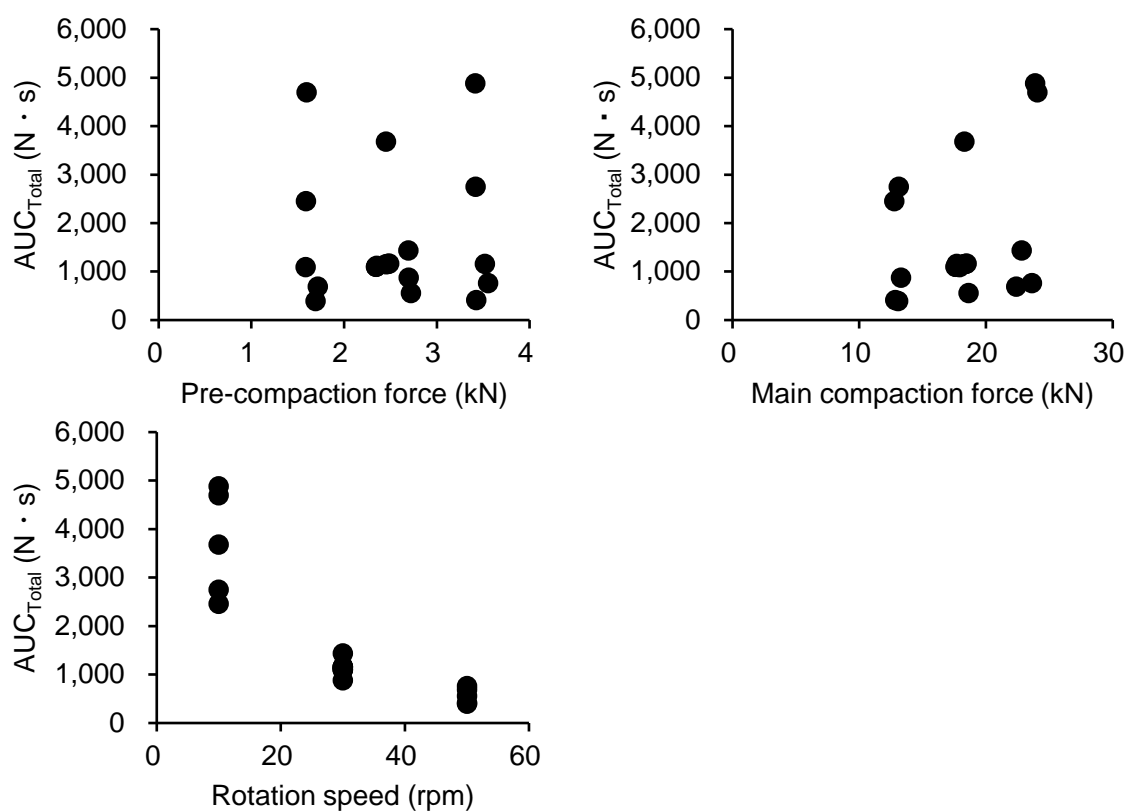 6,000
5,000
4,000
3,000
2,000
1,000
0
AUC_Total (N・s)
0 1 2 3 4
Pre-compaction force (kN)
6,000
5,000
4,000
3,000
2,000
1,000
0
AUC_Total (N・s)
0 10 20 30
Main compaction force (kN)
6,000
5,000
4,000
3,000
2,000
1,000
0
AUC_Total (N・s)
0 20 40 60
Rotation speed (rpm)